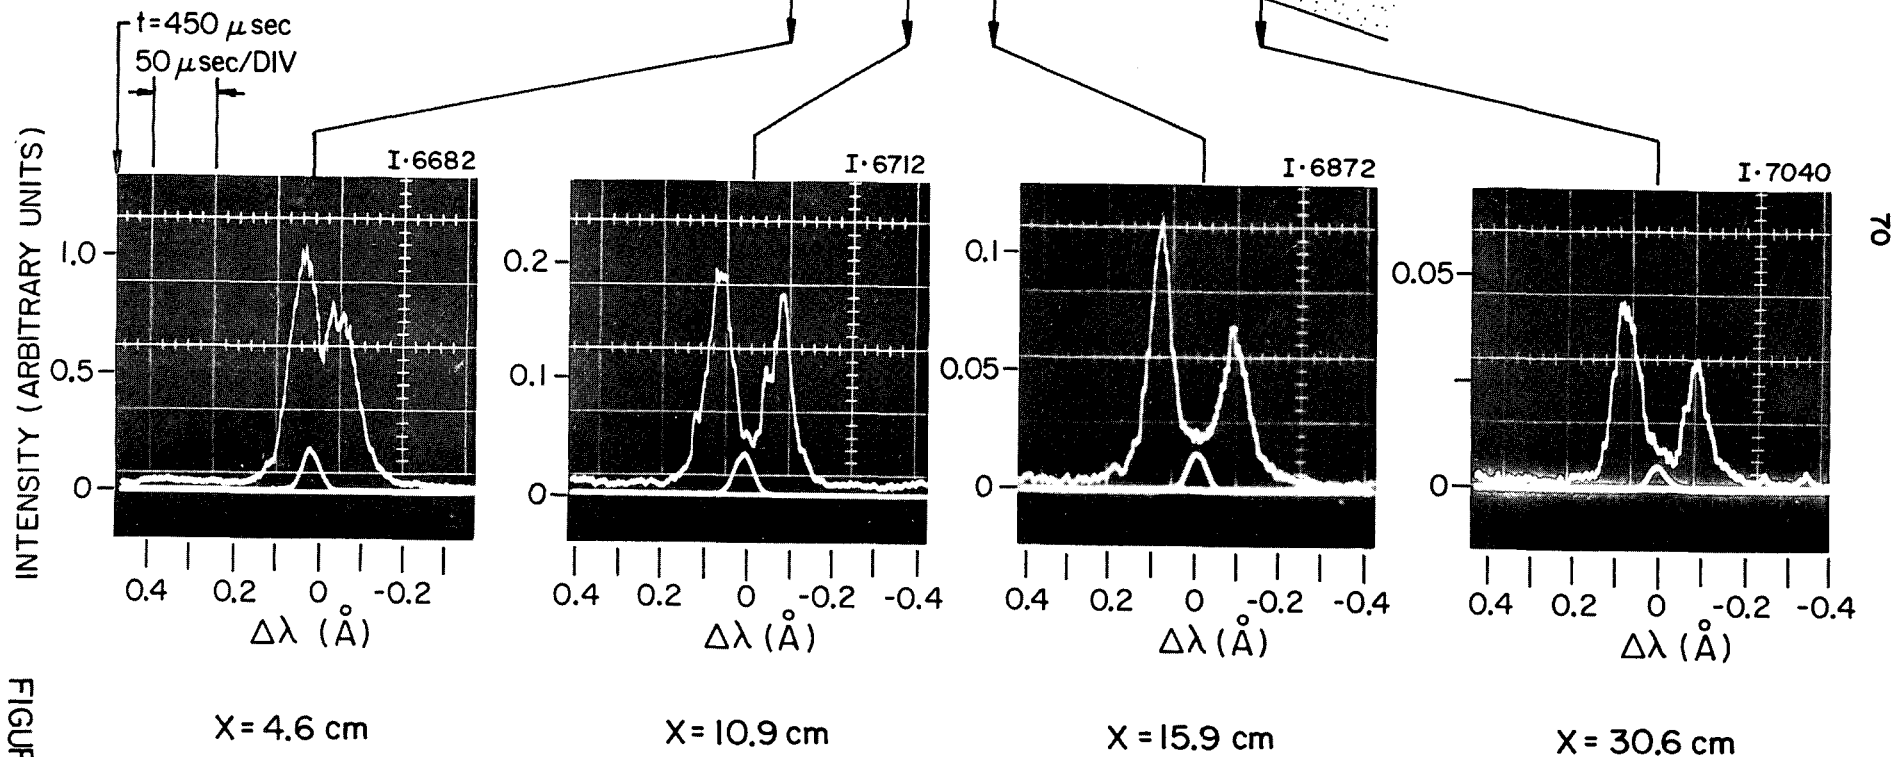 t=450 μsec
50 μsec/DIV
INTENSITY (ARBITRARY UNITS)
I·6682
1.0
0.5
0
0.4 0.2 0 -0.2
Δλ (Å)
X = 4.6 cm
I·6712
0.2
0.1
0
0.4 0.2 0 -0.2 -0.4
Δλ (Å)
X = 10.9 cm
I·6872
0.1
0.05
0
0.4 0.2 0 -0.2 -0.4
Δλ (Å)
X = 15.9 cm
I·7040
0.05
0
0.4 0.2 0 -0.2 -0.4
Δλ (Å)
X = 30.6 cm
70